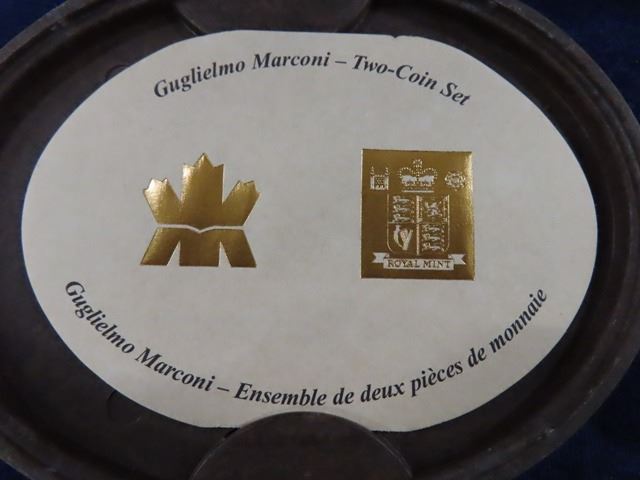 Guglielmo Marconi – Two-Coin Set
ROYAL MINT
Guglielmo Marconi – Ensemble de deux pièces de monnaie